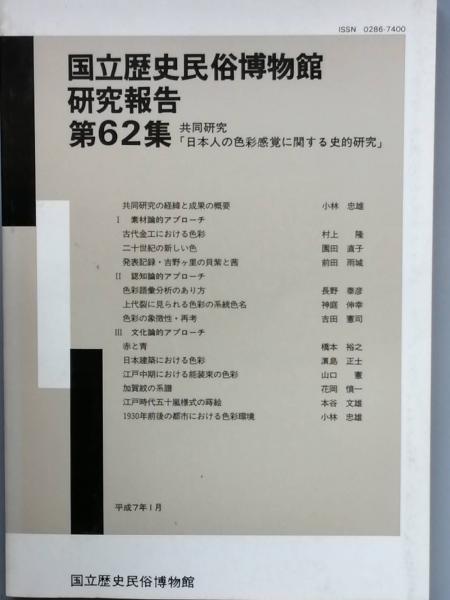 ISSN 0286-7400
国立歴史民俗博物館
研究報告
第62集 共同研究
「日本人の色彩感覚に関する史的研究」
共同研究の経緯と成果の概要 小林 忠雄
I 素材論的アプローチ
古代金工における色彩 村上 隆
二十世紀の新しい色 園田 直子
発表記録・吉野ヶ里の貝紫と茜 前田 雨城
II 認知論的アプローチ
色彩語彙分析のあり方 長野 泰彦
上代裂に見られる色彩の系統色名 神庭 伸幸
色彩の象徴性・再考 吉田 憲司
III 文化論的アプローチ
赤と青 橋本 裕之
日本建築における色彩 濱島 正士
江戸中期における能装束の色彩 山口 憲
加賀紋の系譜 花岡 慎一
江戸時代五十嵐様式の蒔絵 本谷 文雄
1930年前後の都市における色彩環境 小林 忠雄
平成7年1月
国立歴史民俗博物館